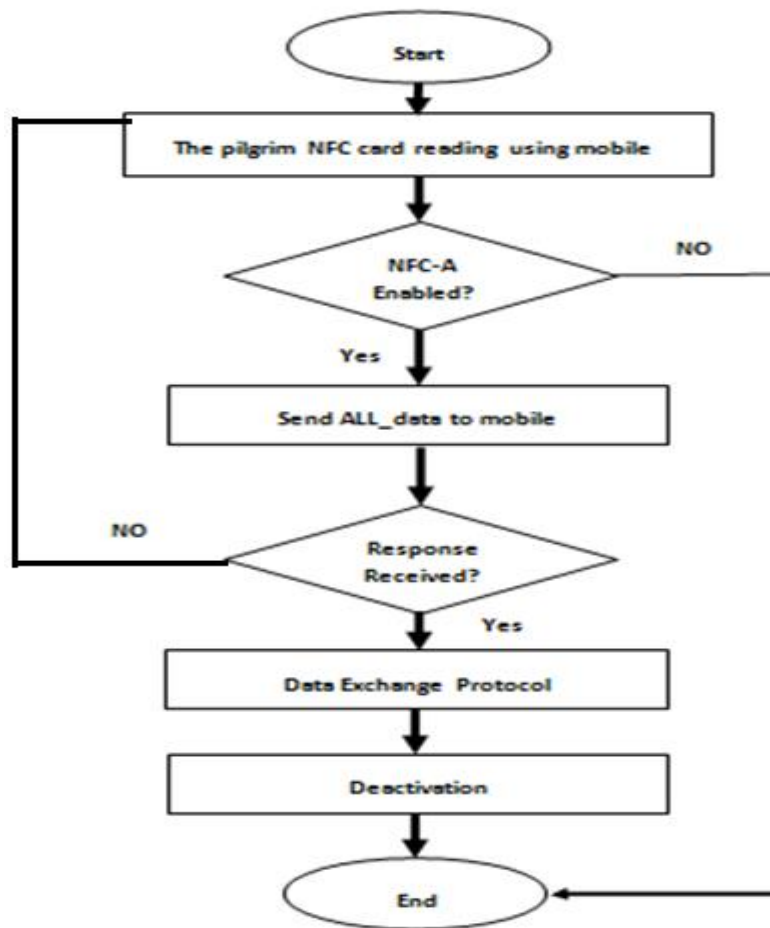 Start
The pilgrim NFC card reading using mobile
NO
NFC-A
Enabled?
Yes
Send ALL_data to mobile
NO
Response
Received?
Yes
Data Exchange Protocol
Deactivation
End